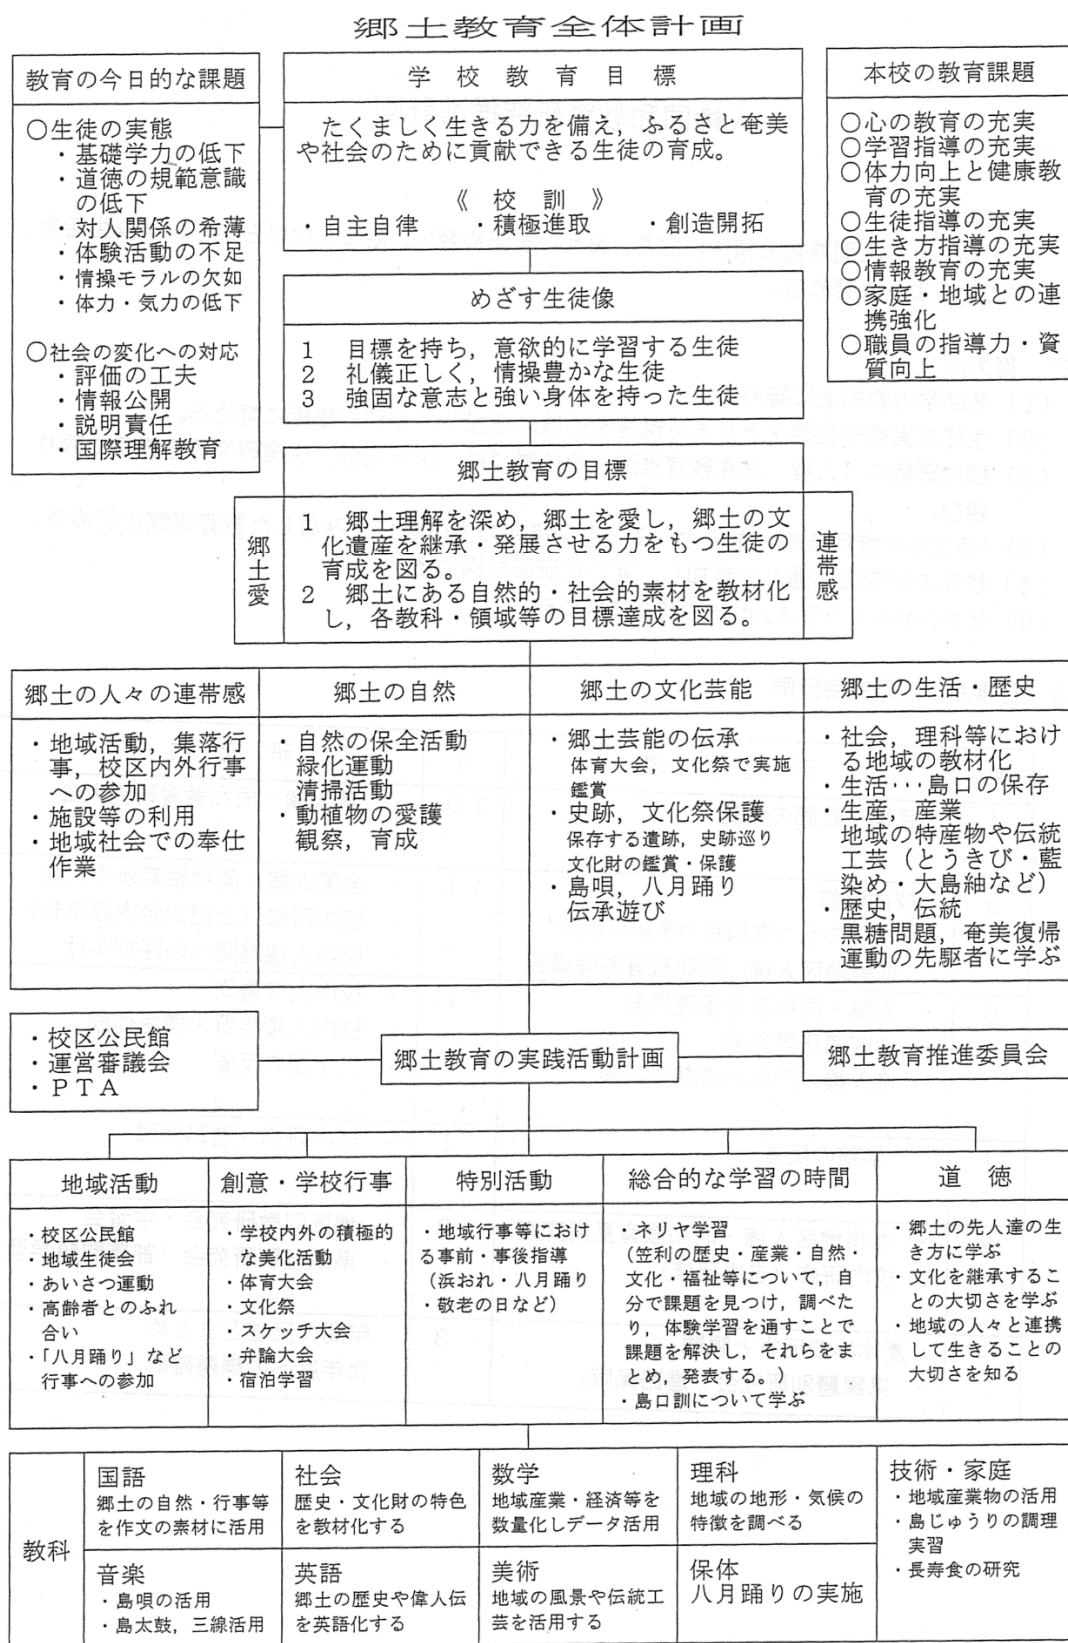 郷土教育全体計画
教育の今日的な課題
〇生徒の実態
・基礎学力の低下
・道徳の規範意識
の低下
・対人関係の希薄
・体験活動の不足
・情操モラルの欠如
・体力・気力の低下
〇社会の変化への対応
・評価の工夫
・情報公開
・説明責任
・国際理解教育
学校教育目標
たくましく生きる力を備え，ふるさと奄美
や社会のために貢献できる生徒の育成。
《校訓》
・自主自律 ・積極進取 ・創造開拓
本校の教育課題
〇心の教育の充実
〇学習指導の充実
〇体力向上と健康教
育の充実
〇生徒指導の充実
〇生き方指導の充実
〇情報教育の充実
〇家庭・地域との連
携強化
〇職員の指導力・資
質向上
めざす生徒像
1 目標を持ち，意欲的に学習する生徒
2 礼儀正しく，情操豊かな生徒
3 強固な意志と強い身体を持った生徒
郷土教育の目標
郷土愛
1 郷土理解を深め，郷土を愛し，郷土の文
化遺産を継承・発展させる力をもつ生徒の
育成を図る。
2 郷土にある自然的・社会的素材を教材化
し，各教科・領域等の目標達成を図る。
連帯感
郷土の人々の連帯感
・地域活動，集落行
事，校区内外行事
への参加
・施設等の利用
・地域社会での奉仕
作業
郷土の自然
・自然の保全活動
緑化運動
清掃活動
・動植物の愛護
観察，育成
郷土の文化芸能
・郷土芸能の伝承
体育大会，文化祭で実施
鑑賞
・史跡，文化祭保護
保存する遺跡，史跡巡り
文化財の鑑賞・保護
・島唄，八月踊り
伝承遊び
郷土の生活・歴史
・社会，理科等におけ
る地域の教材化
・生活…島口の保存
・生産，産業
地域の特産物や伝統
工芸（とうきび・藍
染め・大島紬など）
・歴史，伝統
黒糖問題，奄美復帰
運動の先駆者に学ぶ
・校区公民館
・運営審議会
・ＰＴＡ
郷土教育の実践活動計画
郷土教育推進委員会
地域活動
・校区公民館
地域生徒会
・あいさつ運動
・高齢者とのふれ
合い
・「八月踊り」など
行事への参加
創意・学校行事
・学校内外の積極的
な美化活動
・体育大会
・文化祭
・スケッチ大会
・弁論大会
・宿泊学習
特別活動
・地域行事等におけ
る事前・事後指導
（浜おれ・八月踊り
・敬老の日など）
総合的な学習の時間
・ネリヤ学習
（笠利の歴史・産業・自然・
文化・福祉等について，自
分で課題を見つけ，調べた
り，体験学習を通すことで
課題を解決し，それらをま
とめ，発表する。）
・島口訓について学ぶ
道徳
・郷土の先人達の生
き方に学ぶ
・文化を継承するこ
との大切さを学ぶ
・地域の人々と連携
して生きることの
大切さを知る
教科
国語
郷土の自然・行事等
を作文の素材に活用
社会
歴史・文化財の特色
を教材化する
数学
地域産業・経済等を
数量化しデータ活用
理科
地域の地形・気候の
特徴を調べる
技術・家庭
・地域産業物の活用
・島じゅうりの調理
実習
・長寿食の研究
音楽
・島唄の活用
・島太鼓，三線活用
英語
郷土の歴史や偉人伝
を英語化する
美術
地域の風景や伝統工
芸を活用する
保体
八月踊りの実施